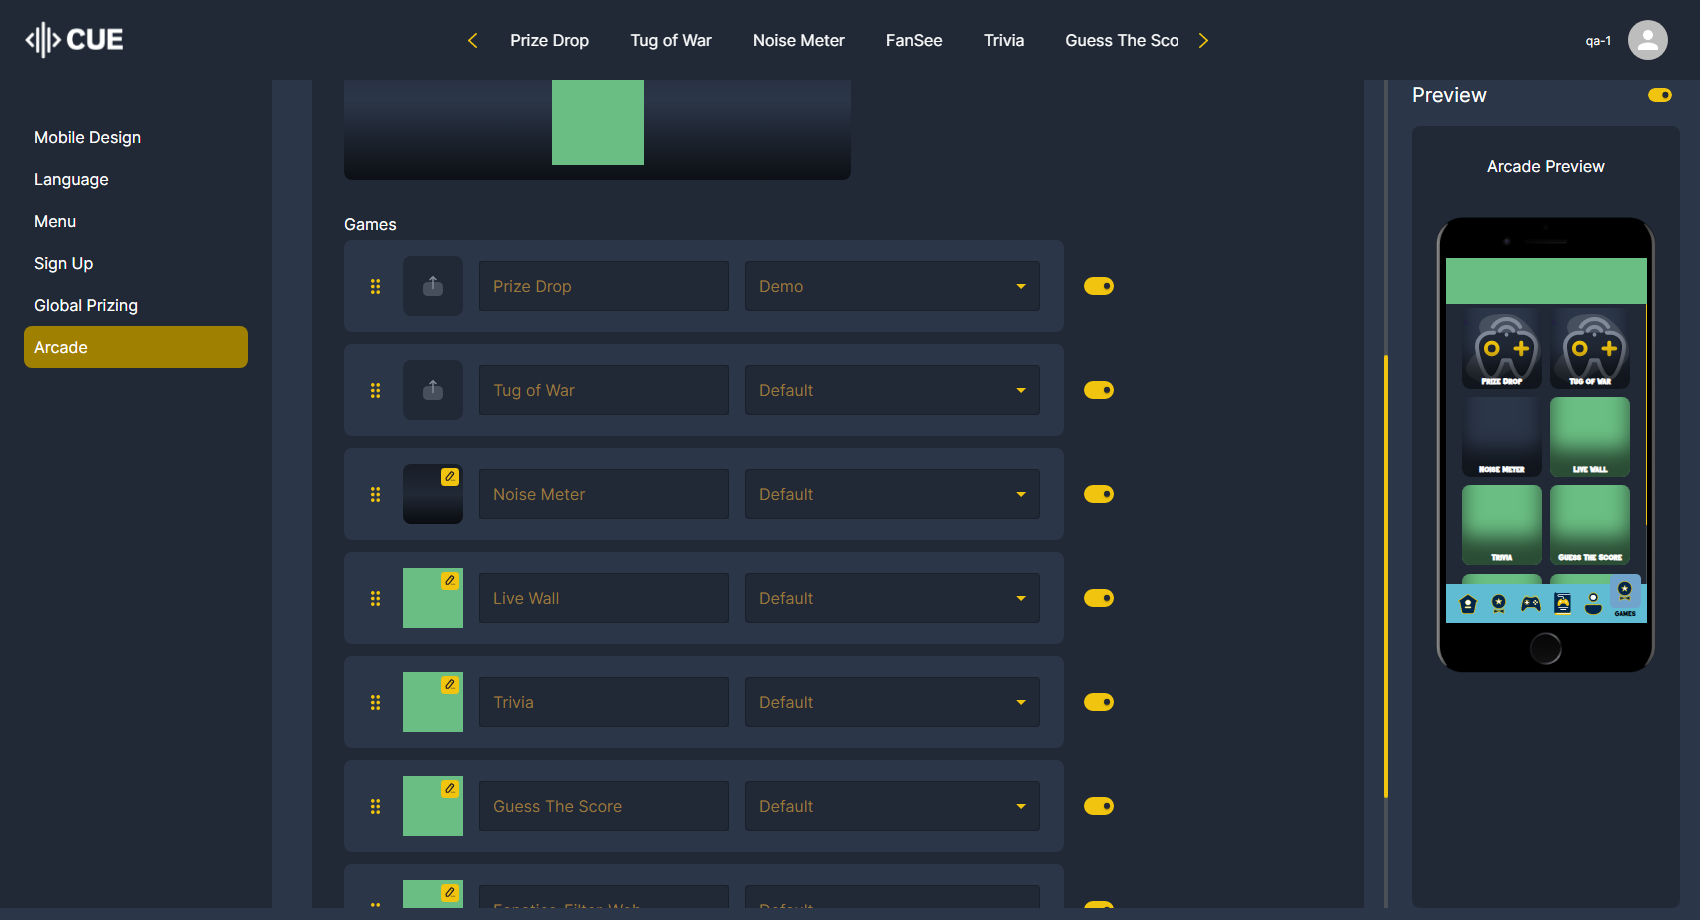 CUE
Prize Drop
Tug of War
Noise Meter
FanSee
Trivia
Guess The Sco
qa-1
Mobile Design
Language
Menu
Sign Up
Global Prizing
Arcade
Games
Prize Drop
Demo
Tug of War
Default
Noise Meter
Default
Live Wall
Default
Trivia
Default
Guess The Score
Default
Preview
Arcade Preview
Prize Drop
Tug of War
Noise Meter
Live Wall
Trivia
Guess The Score
GAMES